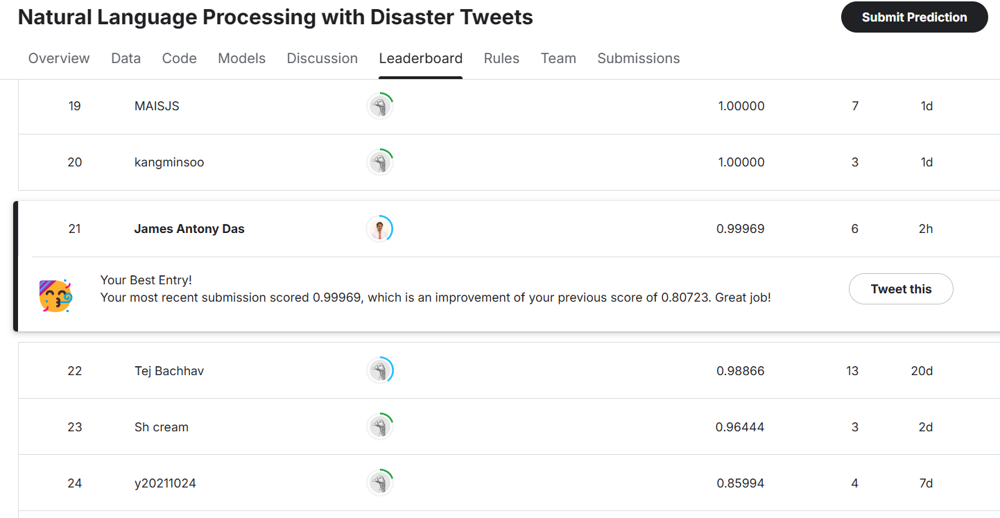 Natural Language Processing with Disaster Tweets
Submit Prediction
Overview Data Code Models Discussion Leaderboard Rules Team Submissions
19 MAISJS 1.00000 7 1d
20 kangminsoo 1.00000 3 1d
21 James Antony Das 0.99969 6 2h
Your Best Entry!
Your most recent submission scored 0.99969, which is an improvement of your previous score of 0.80723. Great job!
Tweet this
22 Tej Bachhav 0.98866 13 20d
23 Sh cream 0.96444 3 2d
24 y20211024 0.85994 4 7d